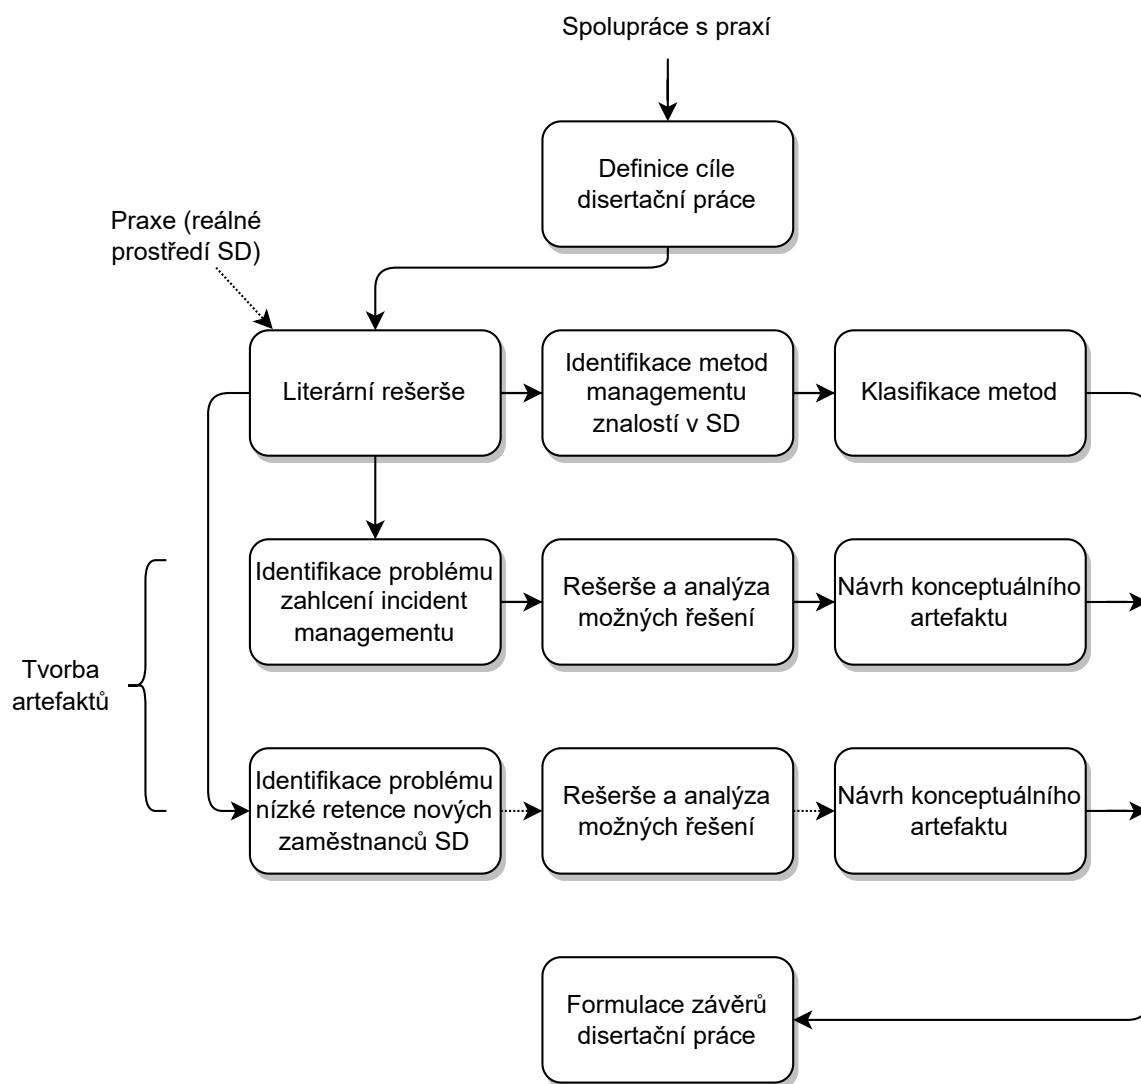 Spolupráce s praxí
Definice cíle
disertační práce
Praxe (reálné
prostředí SD)
Literární rešerše
Identifikace metod
managementu
znalostí v SD
Klasifikace metod
Identifikace problému
zahlcení incident
managementu
Rešerše a analýza
možných řešení
Návrh konceptuálního
artefaktu
Tvorba
artefaktů
Identifikace problému
nízké retence nových
zaměstnanců SD
Rešerše a analýza
možných řešení
Návrh konceptuálního
artefaktu
Formulace závěrů
disertační práce